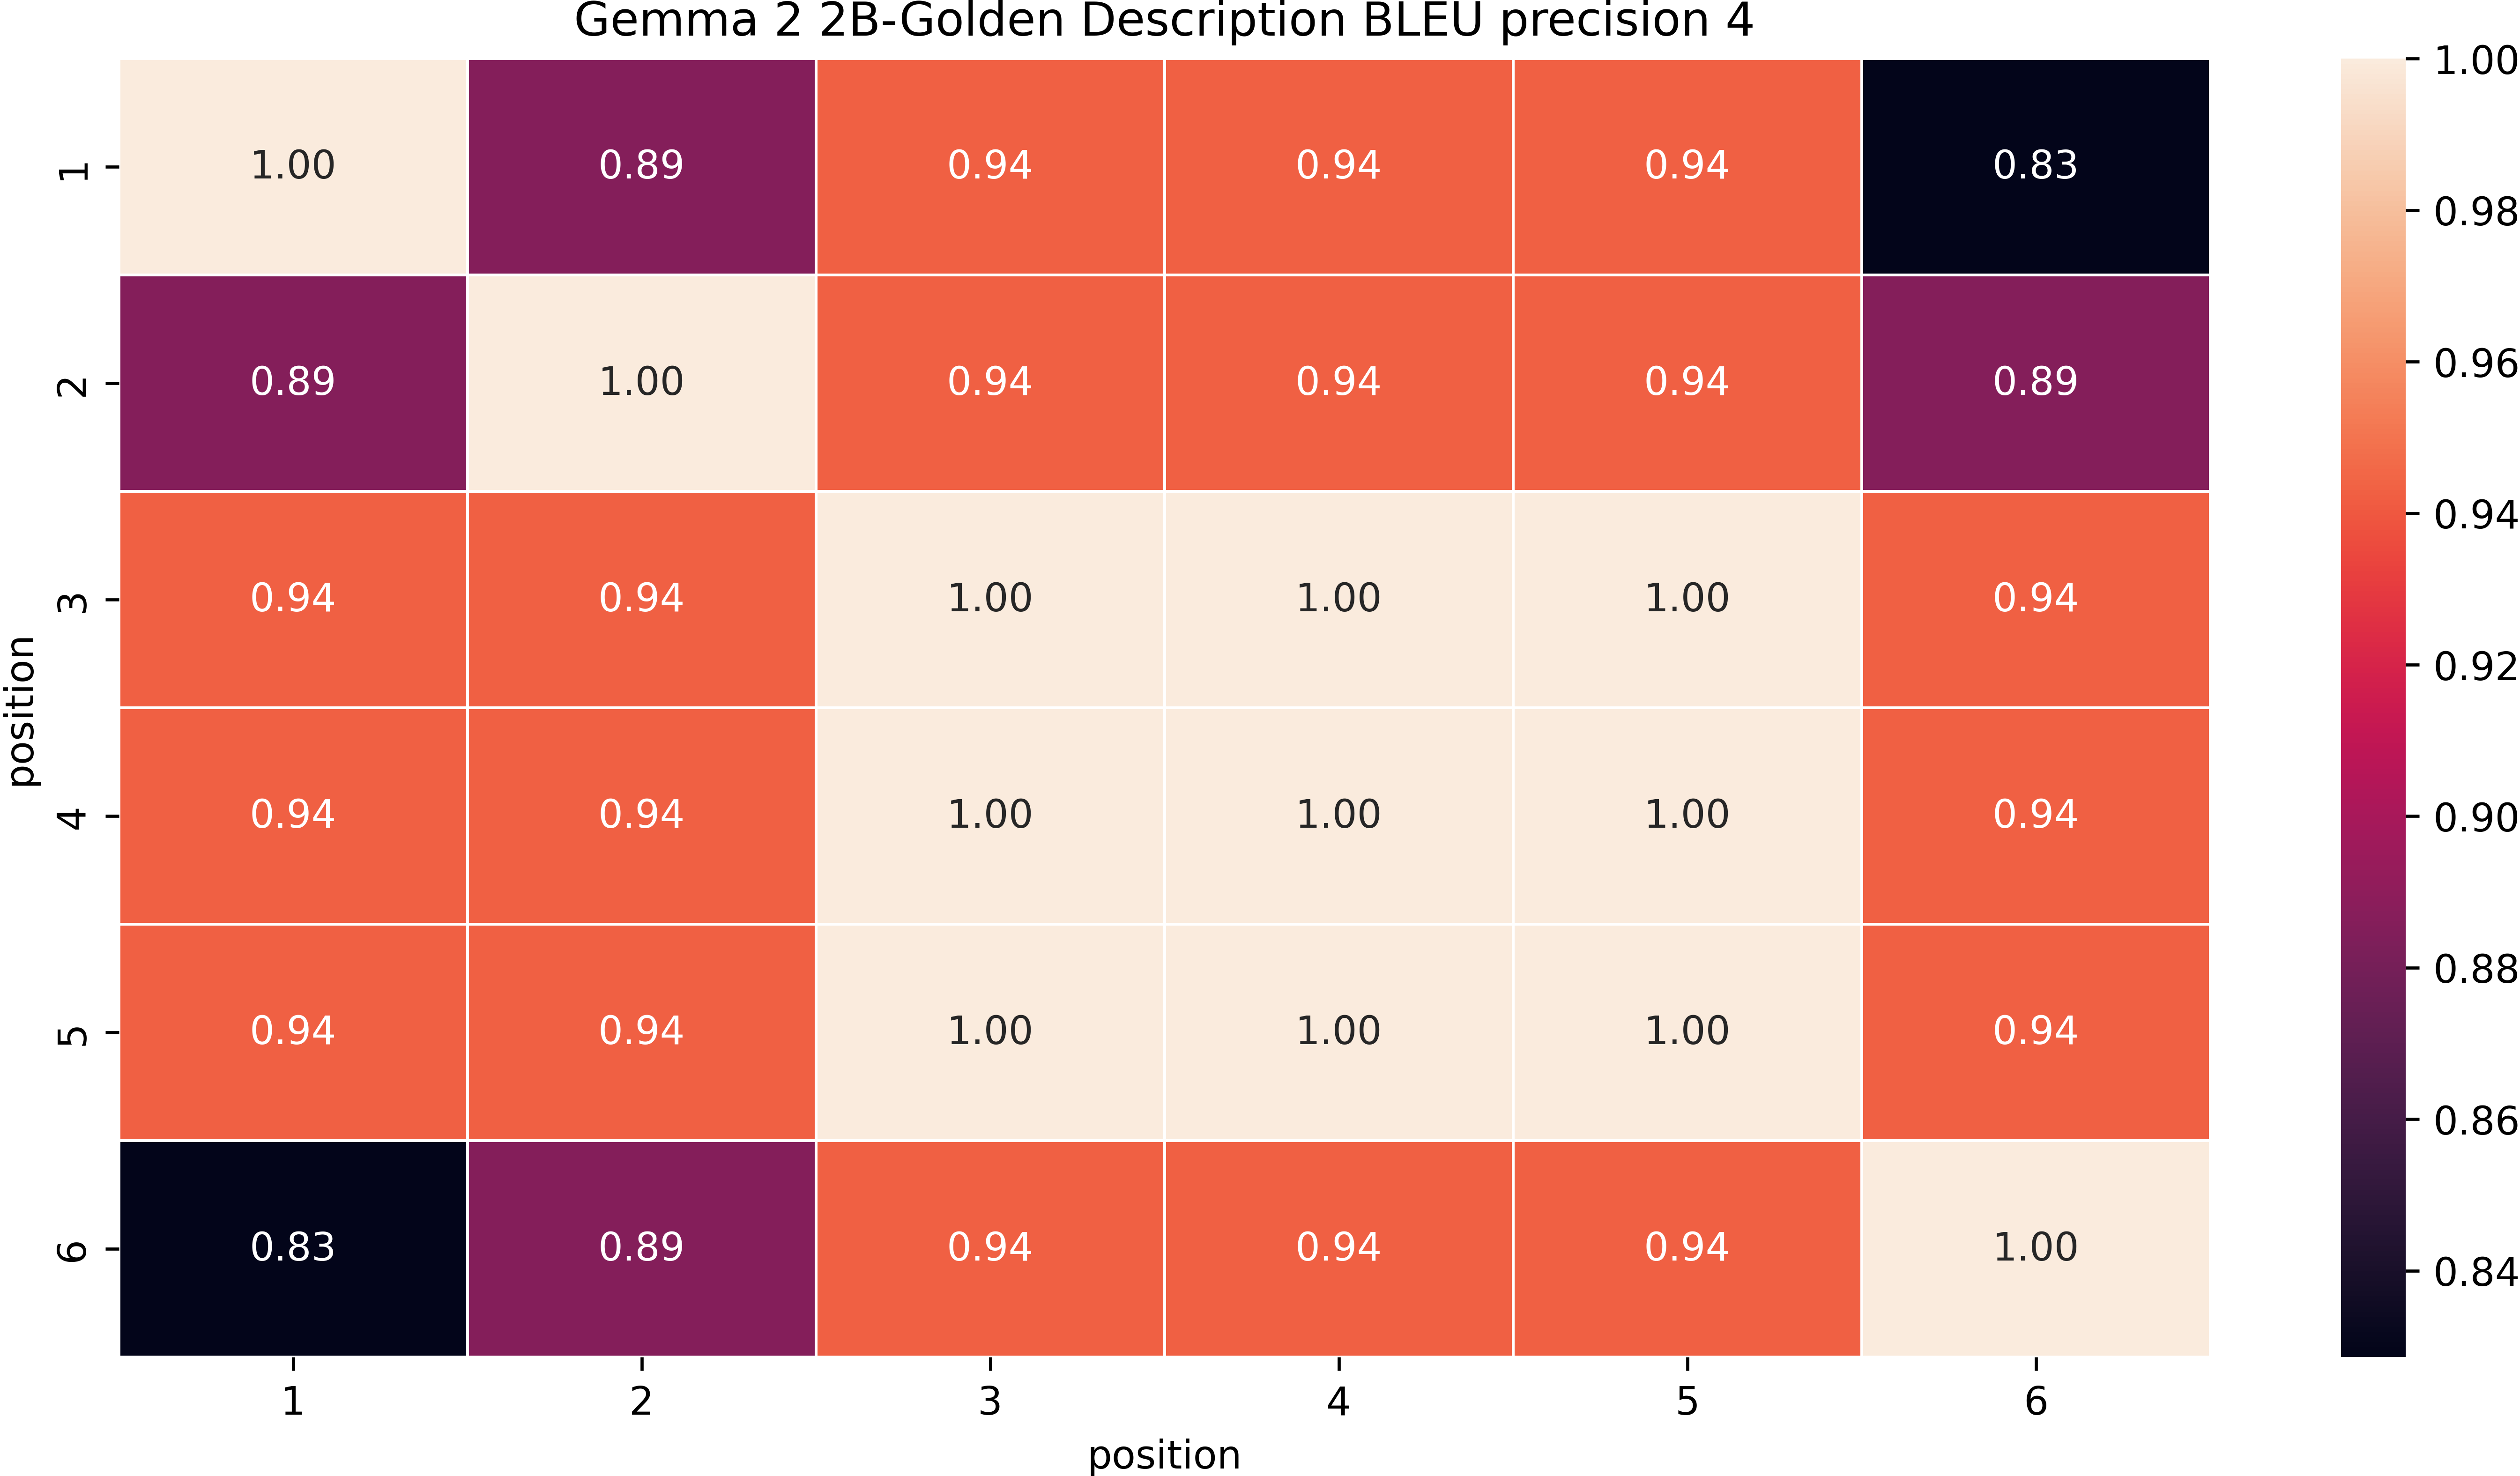 Gemma 2 2B-Golden Description BLEU precision 4
1 1.00 0.89 0.94 0.94 0.94 0.83
2 0.89 1.00 0.94 0.94 0.94 0.89
3 0.94 0.94 1.00 1.00 1.00 0.94
4 0.94 0.94 1.00 1.00 1.00 0.94
5 0.94 0.94 1.00 1.00 1.00 0.94
6 0.83 0.89 0.94 0.94 0.94 1.00
position
1 2 3 4 5 6
position
1.00
0.98
0.96
0.94
0.92
0.90
0.88
0.86
0.84